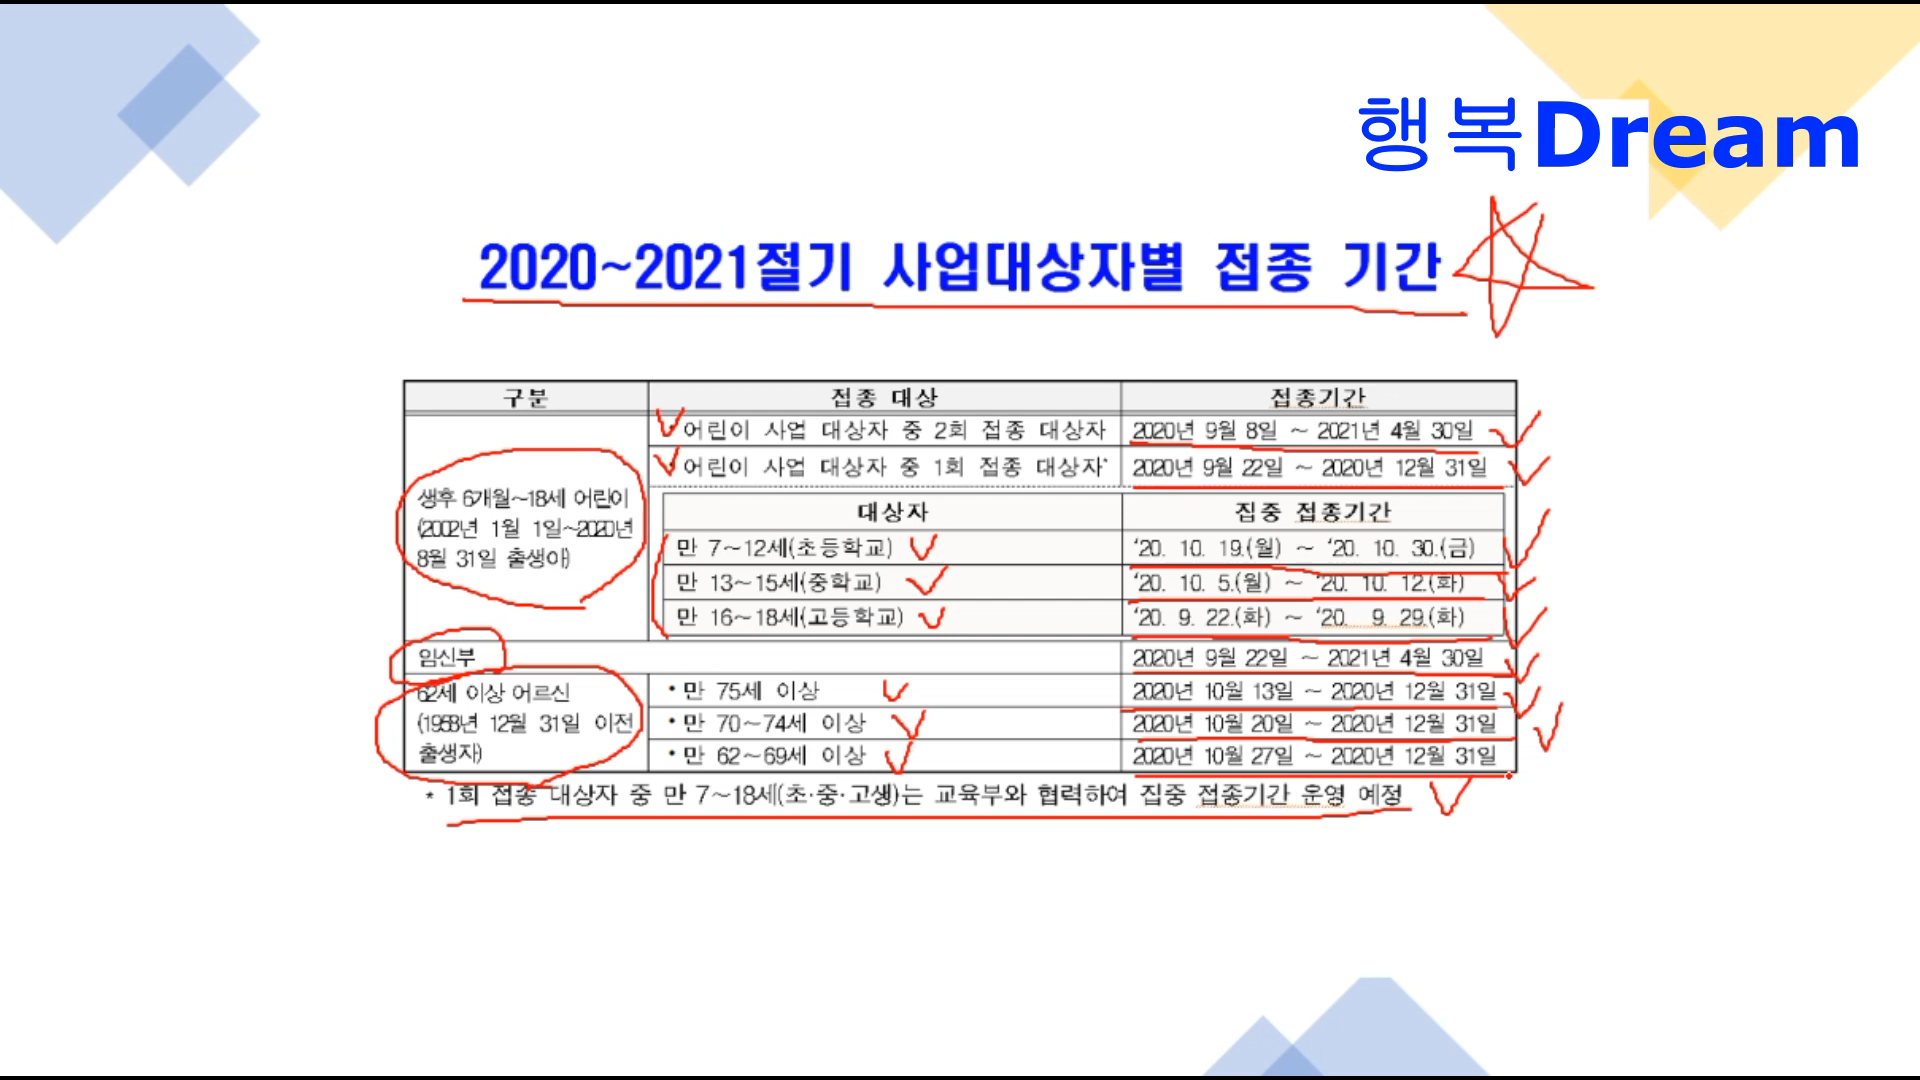 행복Dream
2020~2021절기 사업대상자별 접종 기간
구분 접종 대상 접종기간
생후 6개월~18세 어린이
(2002년 1월 1일~2020년
8월 31일 출생아)
어린이 사업 대상자 중 2회 접종 대상자 2020년 9월 8일 ~ 2021년 4월 30일
어린이 사업 대상자 중 1회 접종 대상자* 2020년 9월 22일 ~ 2020년 12월 31일
대상자 집중 접종기간
만 7~12세(초등학교) ‘20. 10. 19.(월) ~ ‘20. 10. 30.(금)
만 13~15세(중학교) ‘20. 10. 5.(월) ~ ‘20. 10. 12.(화)
만 16~18세(고등학교) ‘20. 9. 22.(화) ~ ‘20. 9. 29.(화)
임신부 2020년 9월 22일 ~ 2021년 4월 30일
62세 이상 어르신
(1958년 12월 31일 이전
출생자)
• 만 75세 이상 2020년 10월 13일 ~ 2020년 12월 31일
• 만 70~74세 이상 2020년 10월 20일 ~ 2020년 12월 31일
• 만 62~69세 이상 2020년 10월 27일 ~ 2020년 12월 31일
* 1회 접종 대상자 중 만 7~18세(초·중·고생)는 교육부와 협력하여 집중 접종기간 운영 예정